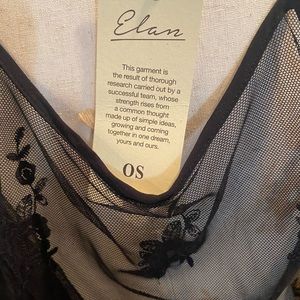 Elan
This garment is
the result of thorough
research carried out by a
successful team, whose
strength rises from
a common thought
made up of simple ideas,
growing and coming
together in one dream,
yours and ours.
OS